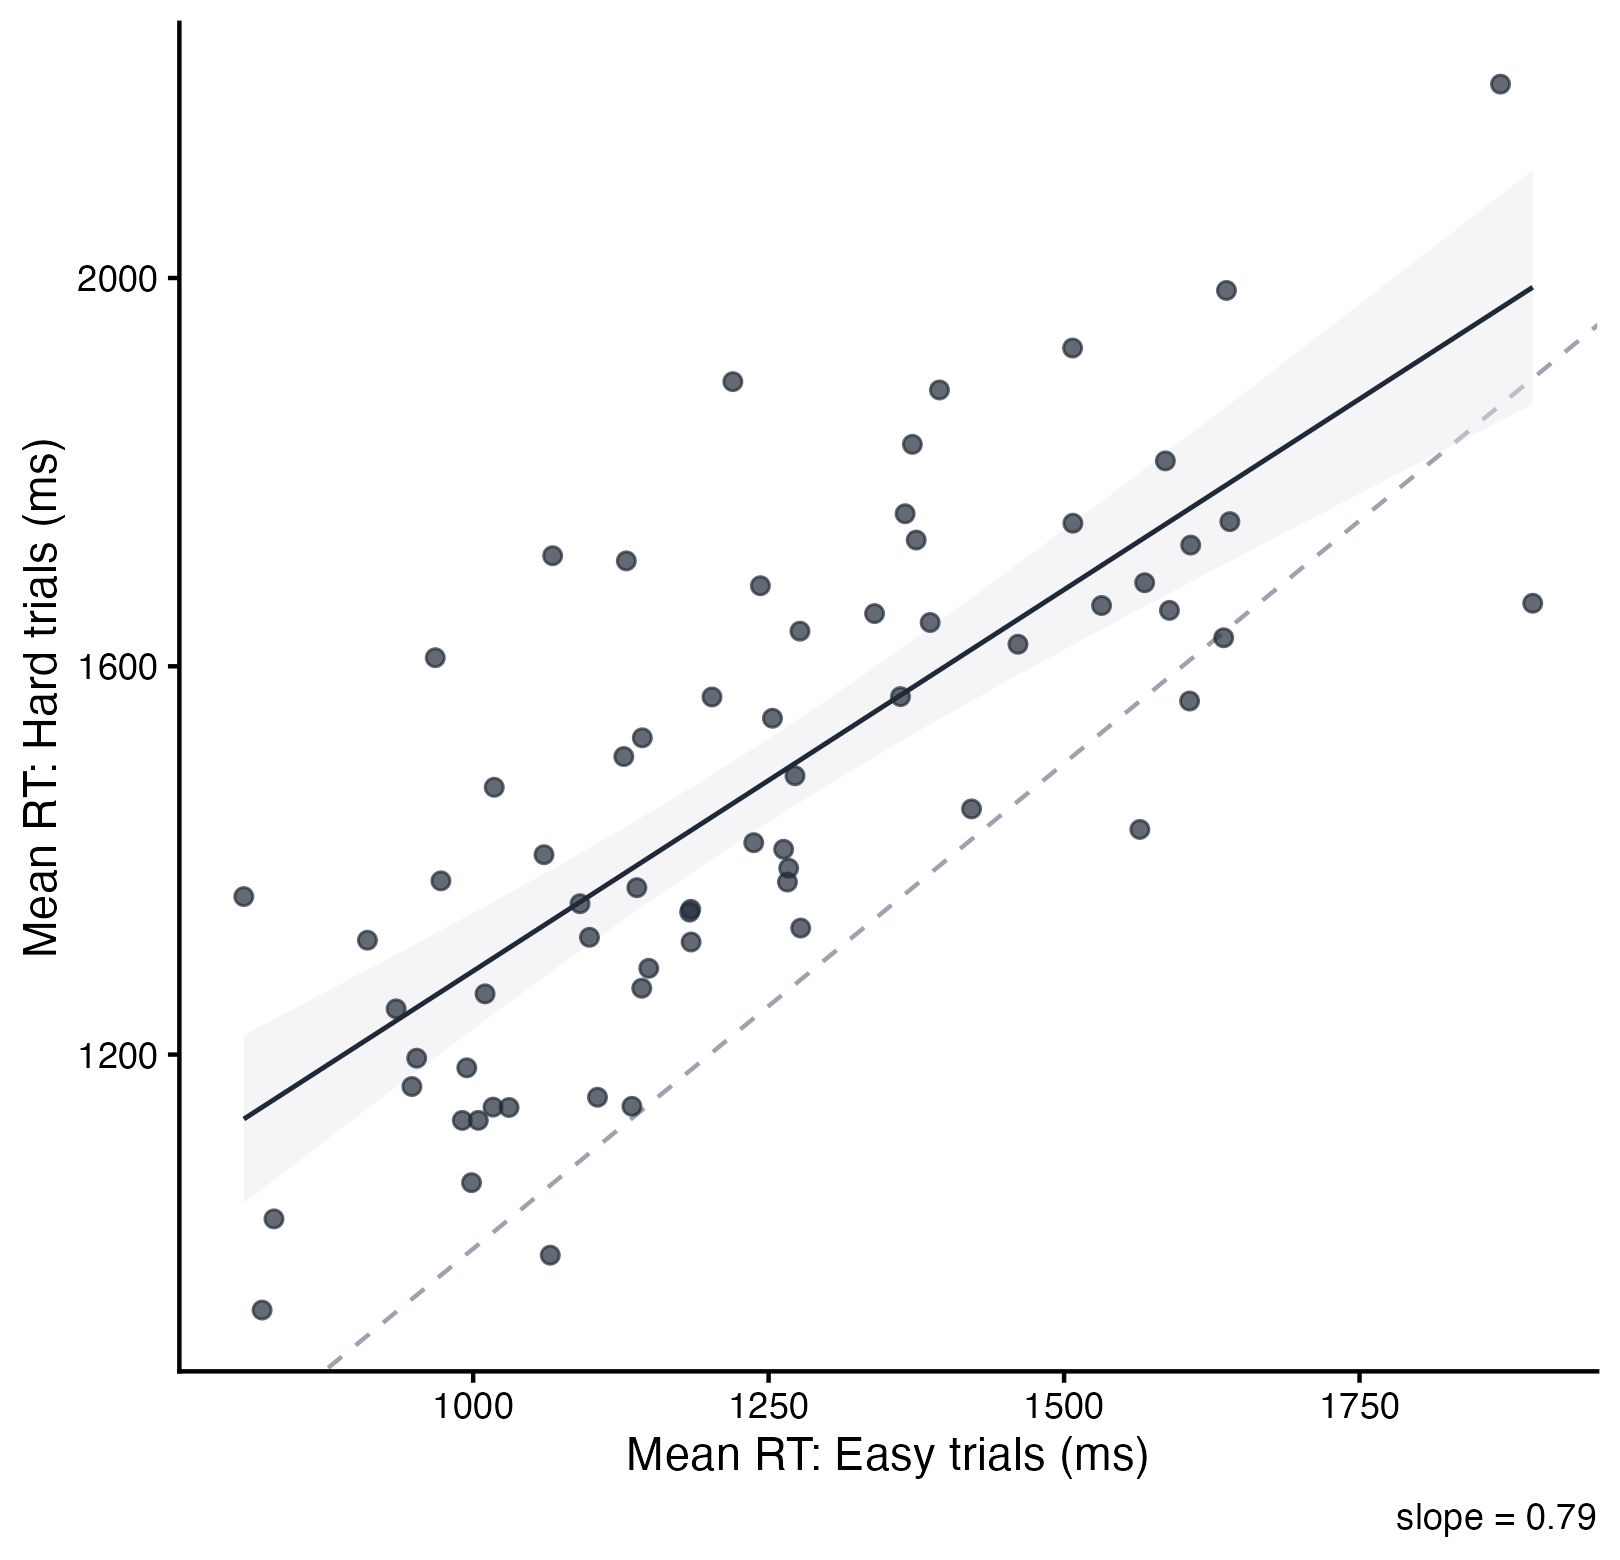 Mean RT: Hard trials (ms)
2000
1600
1200
1000 1250 1500 1750
Mean RT: Easy trials (ms)
slope = 0.79